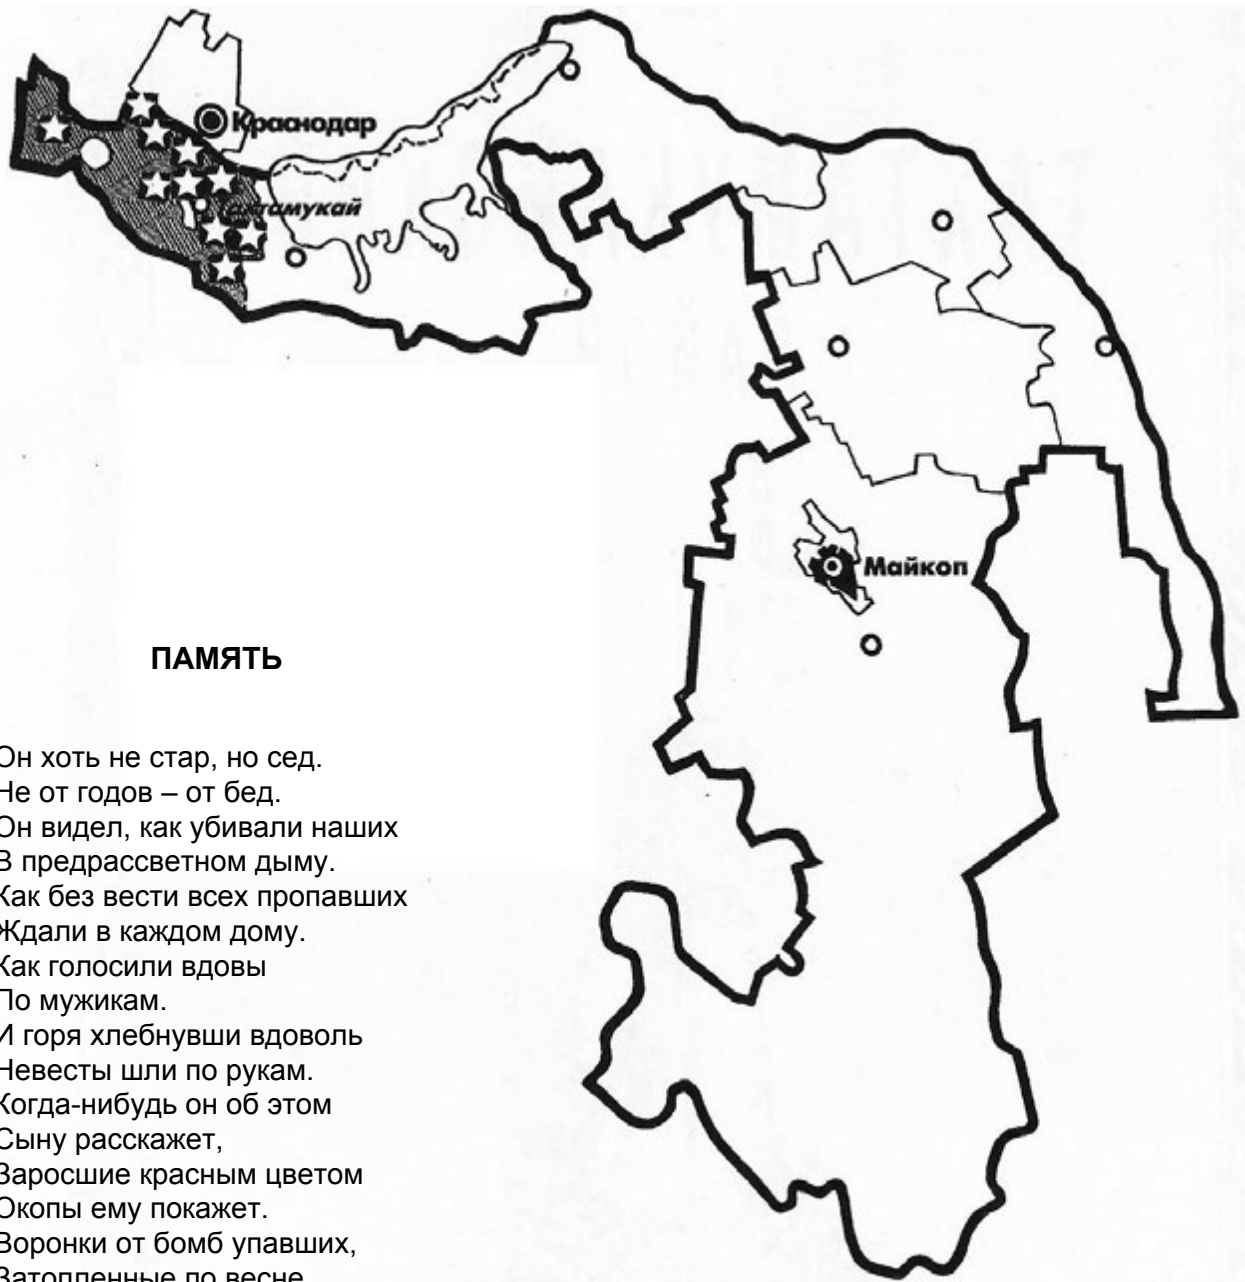 Краснодар
Майкоп
ПАМЯТЬ
Он хоть не стар, но сед.
Не от годов – от бед.
Он видел, как убивали наших
В предрассветном дыму.
Как без вести всех пропавших
Ждали в каждом дому.
Как голосили вдовы
По мужикам.
И горя хлебнувши вдоволь
Невесты шли по рукам.
Когда-нибудь он об этом
Сыну расскажет,
Заросшие красным цветом
Окопы ему покажет.
Воронки от бомб упавших,
Затопленные по весне